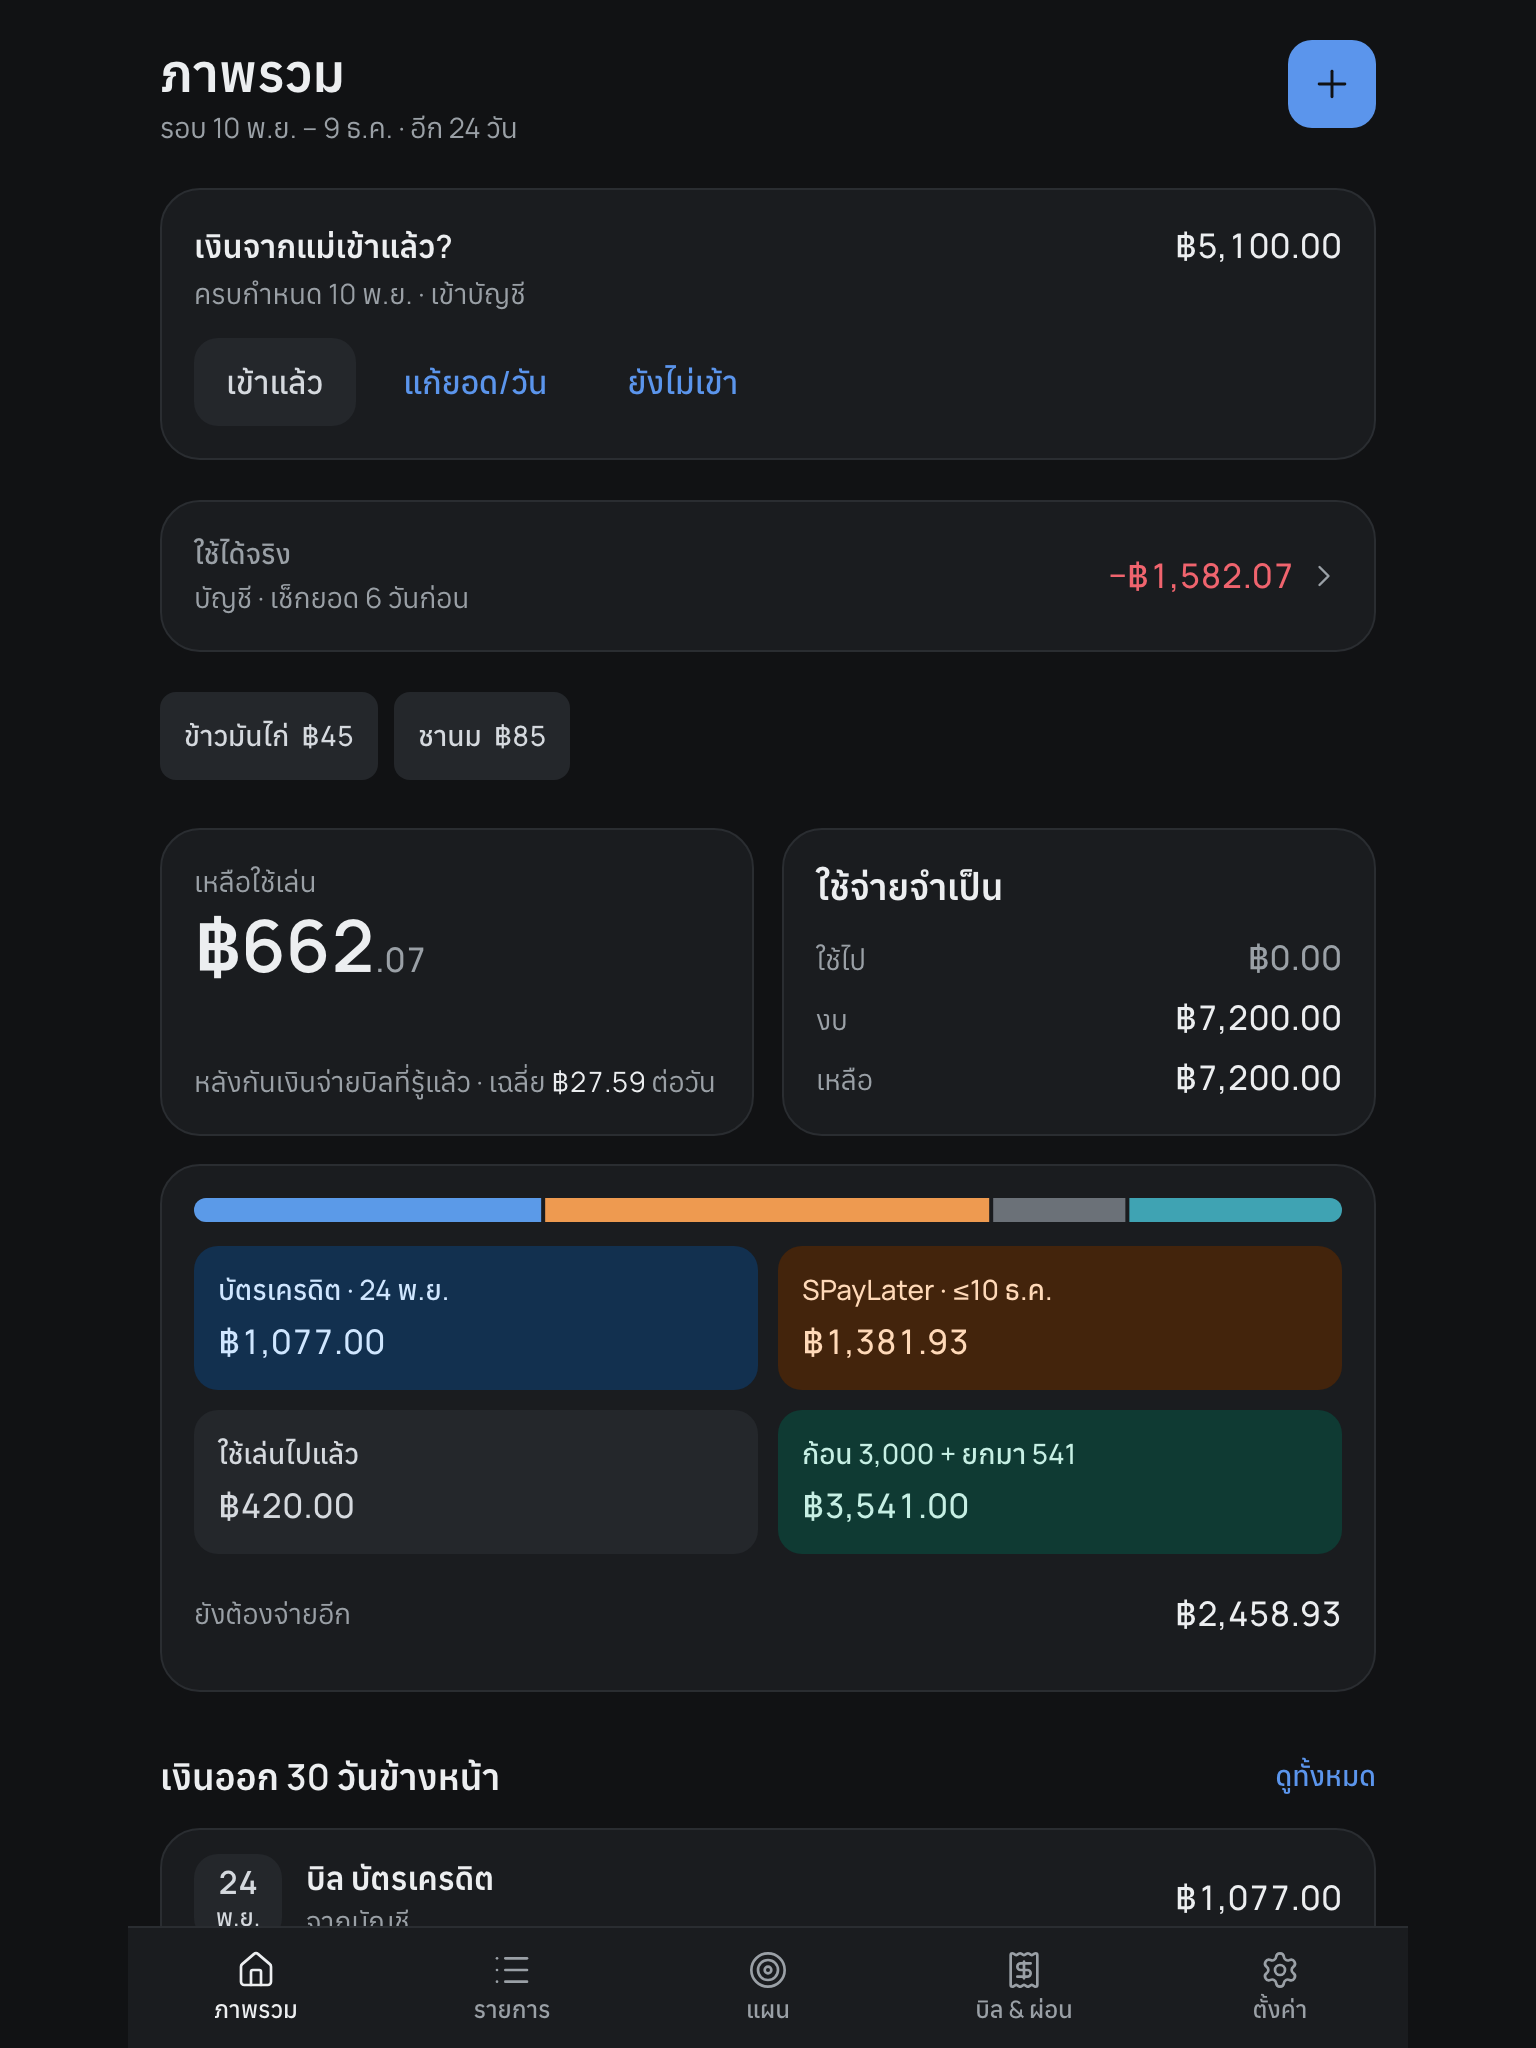 ภาพรวม
รอบ 10 พ.ย. – 9 ธ.ค. · อีก 24 วัน
เงินจากแม่เข้าแล้ว?
฿5,100.00
ครบกำหนด 10 พ.ย. · เข้าบัญชี
เข้าแล้ว
แก้ยอด/วัน
ยังไม่เข้า
ใช้ได้จริง
บัญชี · เช็กยอด 6 วันก่อน
−฿1,582.07
ข้าวมันไก่ ฿45
ชานม ฿85
เหลือใช้เล่น
฿662.07
หลังกันเงินจ่ายบิลที่รู้แล้ว · เฉลี่ย ฿27.59 ต่อวัน
ใช้จ่ายจำเป็น
ใช้ไป ฿0.00
งบ ฿7,200.00
เหลือ ฿7,200.00
บัตรเครดิต · 24 พ.ย.
฿1,077.00
SPayLater · ≤10 ธ.ค.
฿1,381.93
ใช้เล่นไปแล้ว
฿420.00
ก้อน 3,000 + ยกมา 541
฿3,541.00
ยังต้องจ่ายอีก ฿2,458.93
เงินออก 30 วันข้างหน้า
ดูทั้งหมด
24
พ.ย.
บิล บัตรเครดิต
จากบัญชี
฿1,077.00
ภาพรวม
รายการ
แผน
บิล & ผ่อน
ตั้งค่า